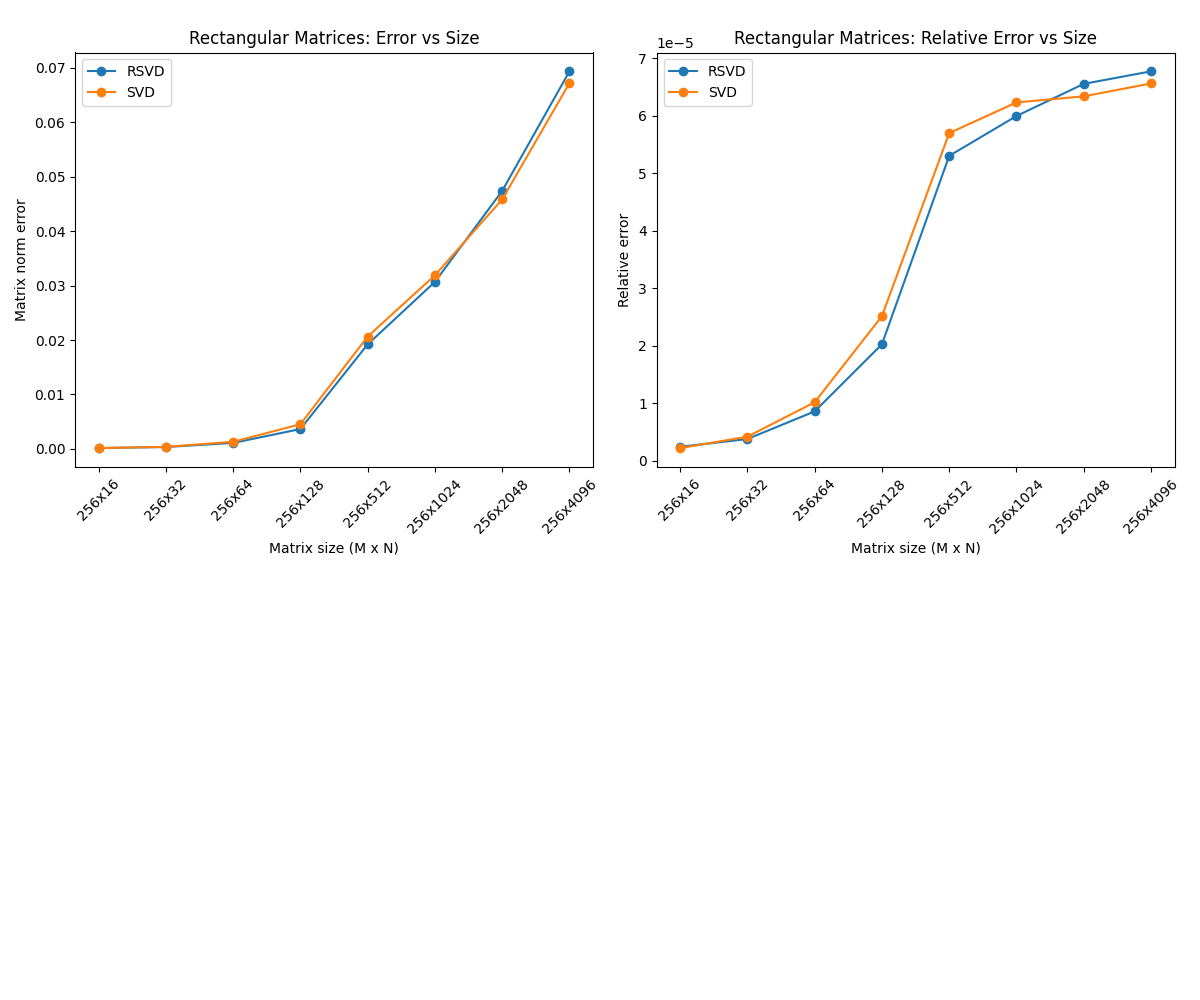 Rectangular Matrices: Error vs Size
RSVD
SVD
Matrix norm error
0.07
0.06
0.05
0.04
0.03
0.02
0.01
0.00
256x16
256x32
256x64
256x128
256x512
256x1024
256x2048
256x4096
Matrix size (M x N)
Rectangular Matrices: Relative Error vs Size
1e−5
RSVD
SVD
Relative error
7
6
5
4
3
2
1
0
256x16
256x32
256x64
256x128
256x512
256x1024
256x2048
256x4096
Matrix size (M x N)